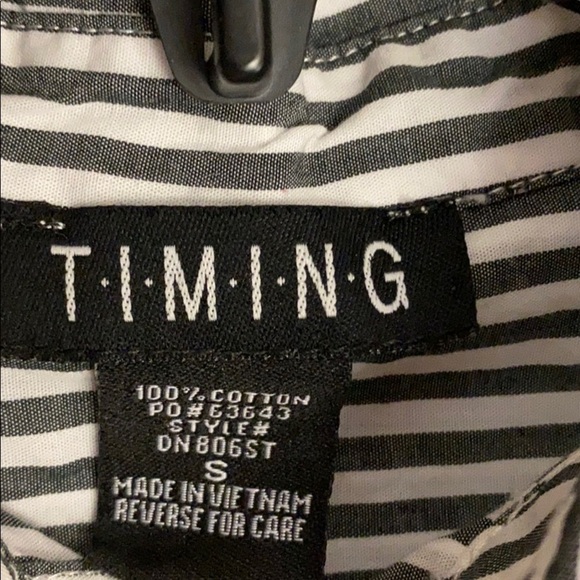 T·I·M·I·N·G
100% COTTON
PO# 63643
STYLE#
DN806ST
S
MADE IN VIETNAM
REVERSE FOR CARE